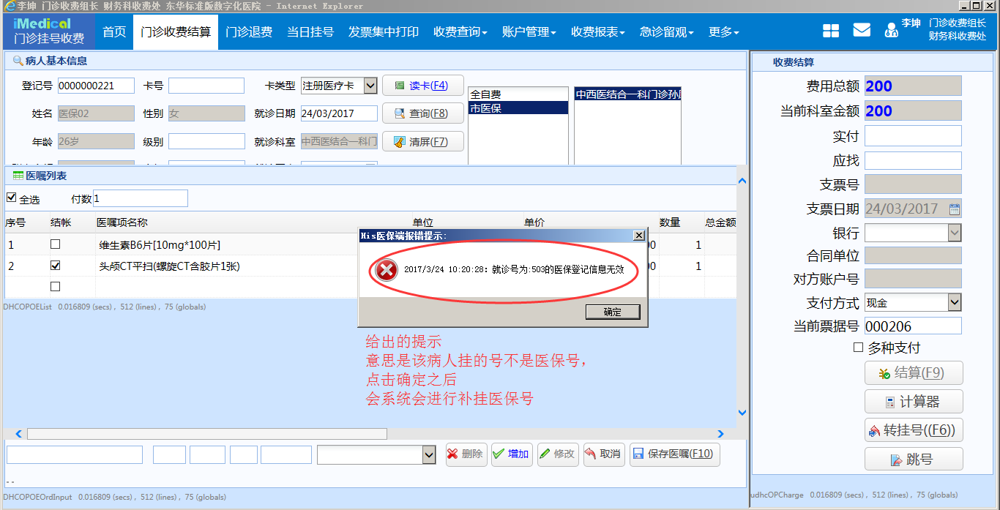 李坤 门诊收费组长 财务科收费处 东华标准版数字化医院 - Internet Explorer
iMedical
门诊挂号收费
首页 门诊收费结算 门诊退费 当日挂号 发票集中打印 收费查询 账户管理 收费报表 急诊留观 更多
李坤 门诊收费组长
财务科收费处
病人基本信息
登记号 0000000221 卡号 卡类型 注册医疗卡 读卡(F4)
姓名 医保02 性别 女 就诊日期 24/03/2017 查询(F8)
年龄 26岁 级别 就诊科室 中西医结合一科门 清屏(F7)
全自费
市医保
中西医结合一科门诊孙
医嘱列表
全选 付数 1
序号 结帐 医嘱项名称 单位 单价 数量 总金额
1 维生素B6片[10mg*100片] 1
2 头颅CT平扫(螺旋CT含胶片1张) 1
DHCOPOEList 0.016809 (secs) , 512 (lines) , 75 (globals)
His医保端报错提示:
2017/3/24 10:20:28: 就诊号为:503的医保登记信息无效
确定
给出的提示
意思是该病人挂的号不是医保号，
点击确定之后
会系统会进行补挂医保号
删除 增加 修改 取消 保存医嘱(F10)
- -
DHCOPOEOrdInput 0.016809 (secs) , 512 (lines) , 75 (globals)
收费结算
费用总额 200
当前科室金额 200
实付
应找
支票号
支票日期 24/03/2017
银行
合同单位
对方账户号
支付方式 现金
当前票据号 000206
多种支付
结算(F9)
计算器
转挂号((F6))
跳号
udhcOPCharge 0.016809 (secs) , 512 (lines) , 75 (globals)